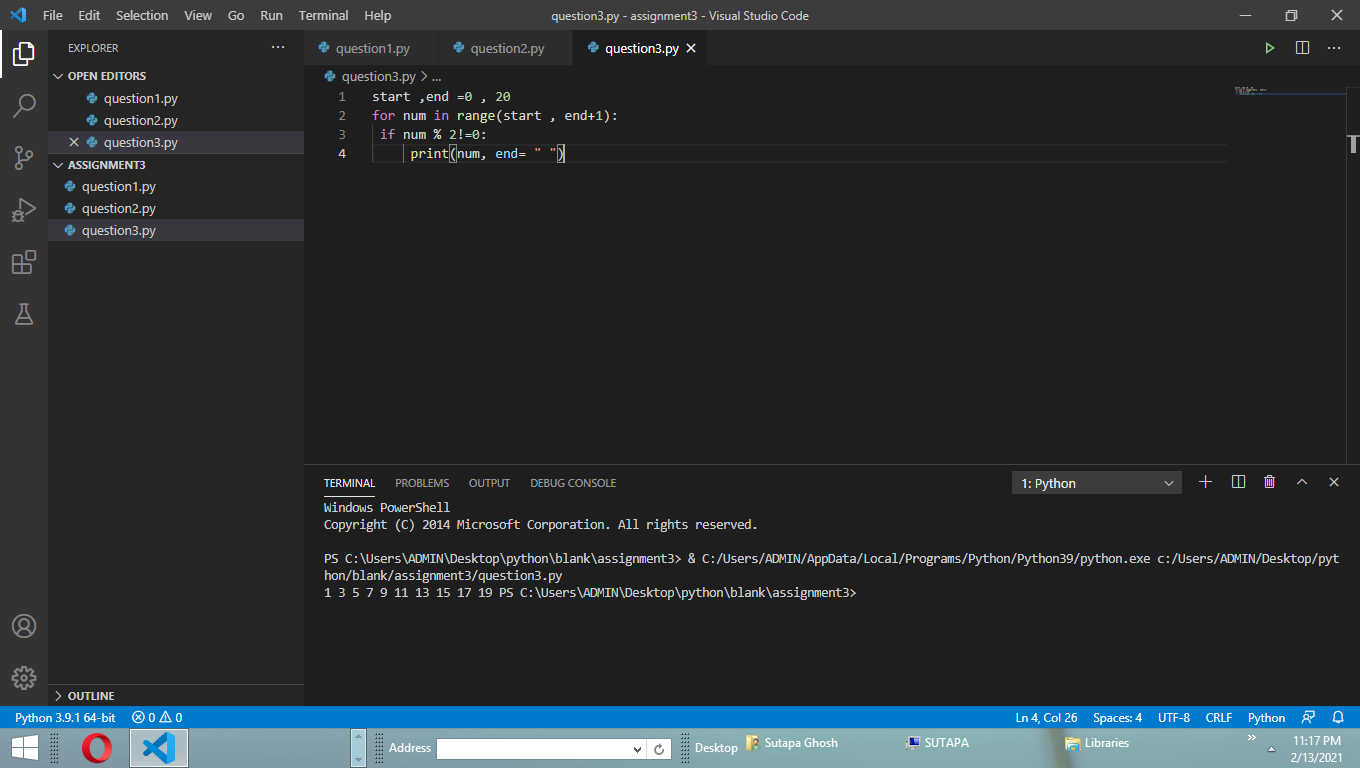 File Edit Selection View Go Run Terminal Help
question3.py - assignment3 - Visual Studio Code
EXPLORER
OPEN EDITORS
question1.py
question2.py
question3.py
ASSIGNMENT3
question1.py
question2.py
question3.py
OUTLINE
question1.py question2.py question3.py
question3.py > ...
1 start ,end =0 , 20
2 for num in range(start , end+1):
3 if num % 2!=0:
4 print(num, end= " ")
TERMINAL PROBLEMS OUTPUT DEBUG CONSOLE
1: Python
Windows PowerShell
Copyright (C) 2014 Microsoft Corporation. All rights reserved.
PS C:\Users\ADMIN\Desktop\python\blank\assignment3> & C:/Users/ADMIN/AppData/Local/Programs/Python/Python39/python.exe c:/Users/ADMIN/Desktop/pyt
hon/blank/assignment3/question3.py
1 3 5 7 9 11 13 15 17 19 PS C:\Users\ADMIN\Desktop\python\blank\assignment3>
Python 3.9.1 64-bit 0 0
Ln 4, Col 26 Spaces: 4 UTF-8 CRLF Python
Address
Desktop
Sutapa Ghosh
SUTAPA
Libraries
11:17 PM
2/13/2021